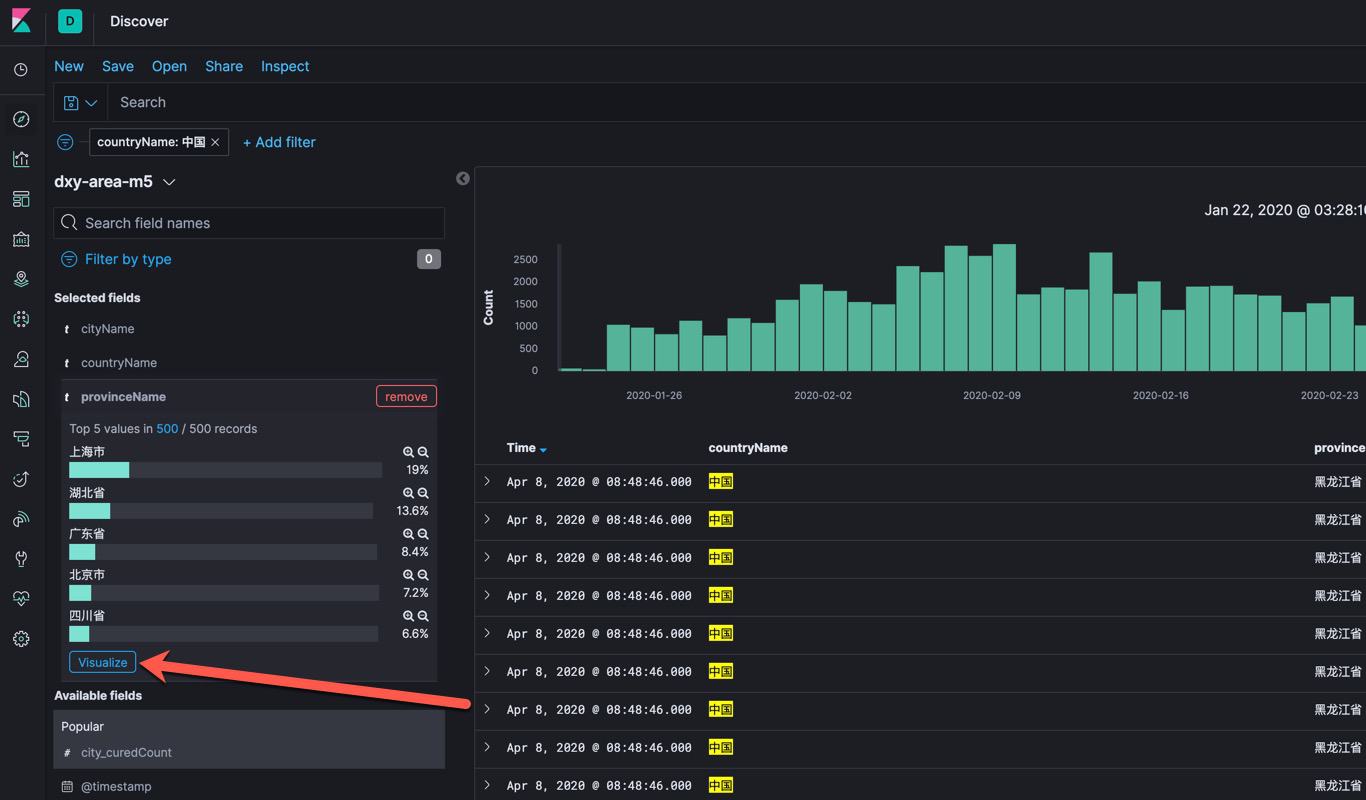 D Discover
New Save Open Share Inspect
Search
countryName: 中国 + Add filter
dxy-area-m5
Search field names
Filter by type 0
Selected fields
t cityName
t countryName
t provinceName remove
Top 5 values in 500 / 500 records
上海市
19%
湖北省
13.6%
广东省
8.4%
北京市
7.2%
四川省
6.6%
Visualize
Available fields
Popular
# city_curedCount
@timestamp
Jan 22, 2020 @ 03:28:1
Count
2500
2000
1500
1000
500
0
2020-01-26 2020-02-02 2020-02-09 2020-02-16 2020-02-23
Time countryName province
Apr 8, 2020 @ 08:48:46.000 中国 黑龙江省
Apr 8, 2020 @ 08:48:46.000 中国 黑龙江省
Apr 8, 2020 @ 08:48:46.000 中国 黑龙江省
Apr 8, 2020 @ 08:48:46.000 中国 黑龙江省
Apr 8, 2020 @ 08:48:46.000 中国 黑龙江省
Apr 8, 2020 @ 08:48:46.000 中国 黑龙江省
Apr 8, 2020 @ 08:48:46.000 中国 黑龙江省
Apr 8, 2020 @ 08:48:46.000 中国 黑龙江省
Apr 8, 2020 @ 08:48:46.000 中国 黑龙江省